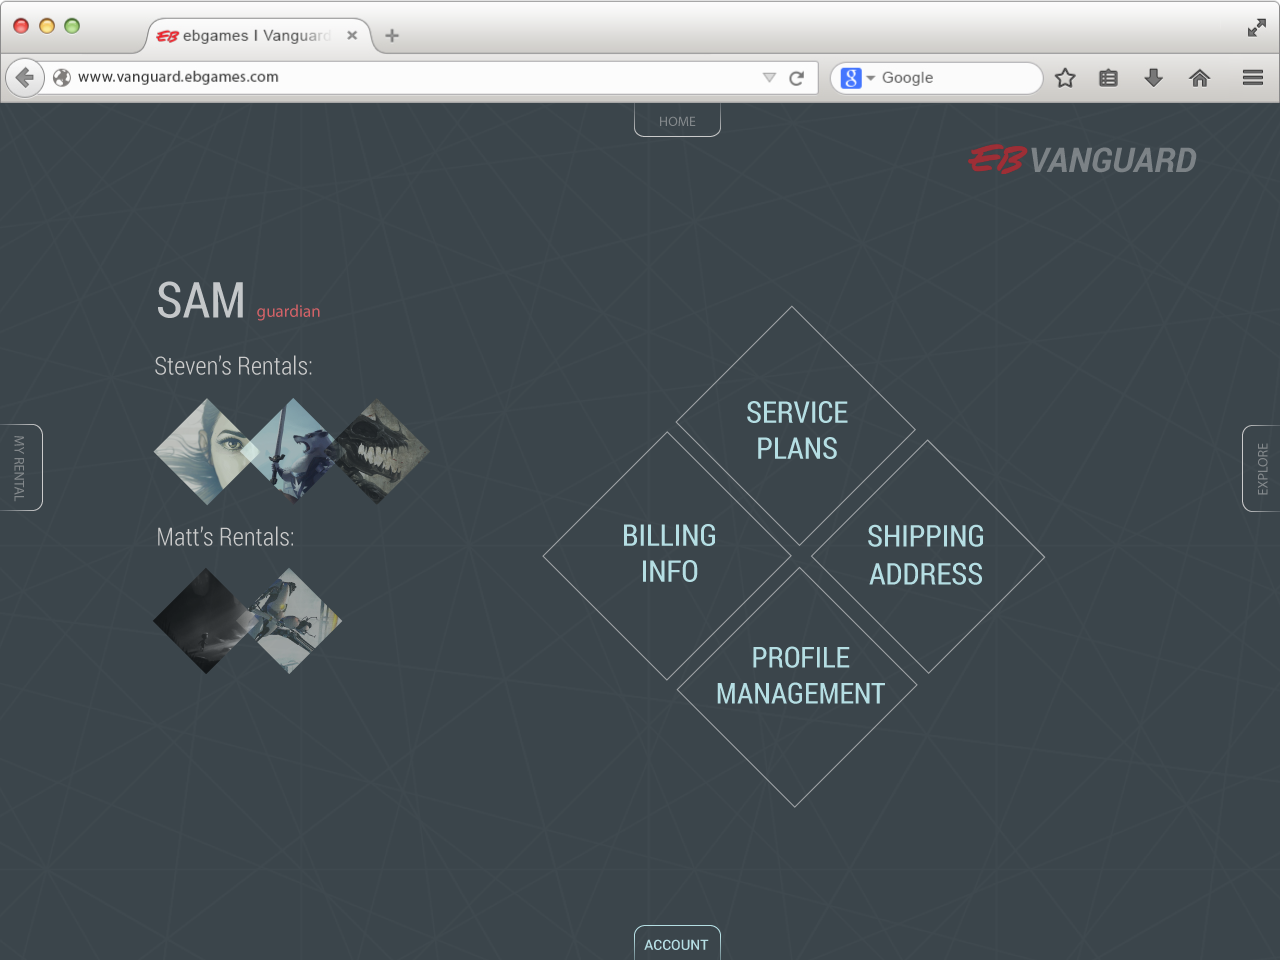 EB ebgames I Vanguard
www.vanguard.ebgames.com
Google
HOME
EB VANGUARD
SAM guardian
Steven's Rentals:
MY RENTAL
Matt's Rentals:
SERVICE
PLANS
BILLING
INFO
SHIPPING
ADDRESS
PROFILE
MANAGEMENT
EXPLORE
ACCOUNT